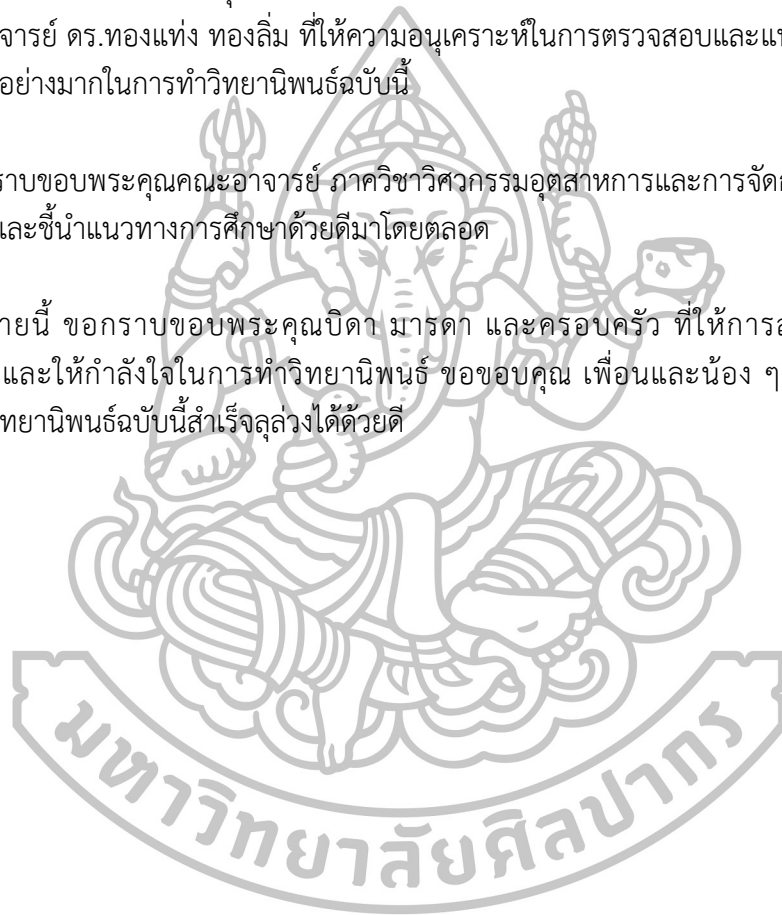 จารย์ ดร.ทองแท่ง ทองลิ่ม ที่ให้ความอนุเคราะห์ในการตรวจสอบและแ
อย่างมากในการทำวิทยานิพนธ์ฉบับนี้
ราบขอบพระคุณคณะอาจารย์ ภาควิชาวิศวกรรมอุตสาหการและการจัด
และชี้นำแนวทางการศึกษาด้วยดีมาโดยตลอด
ายนี้ ขอกราบขอบพระคุณบิดา มารดา และครอบครัว ที่ให้การส
และให้กำลังใจในการทำวิทยานิพนธ์ ขอขอบคุณ เพื่อนและน้อง ๆ
ทยานิพนธ์ฉบับนี้สำเร็จลุล่วงได้ด้วยดี
มหาวิทยาลัยศิลปากร